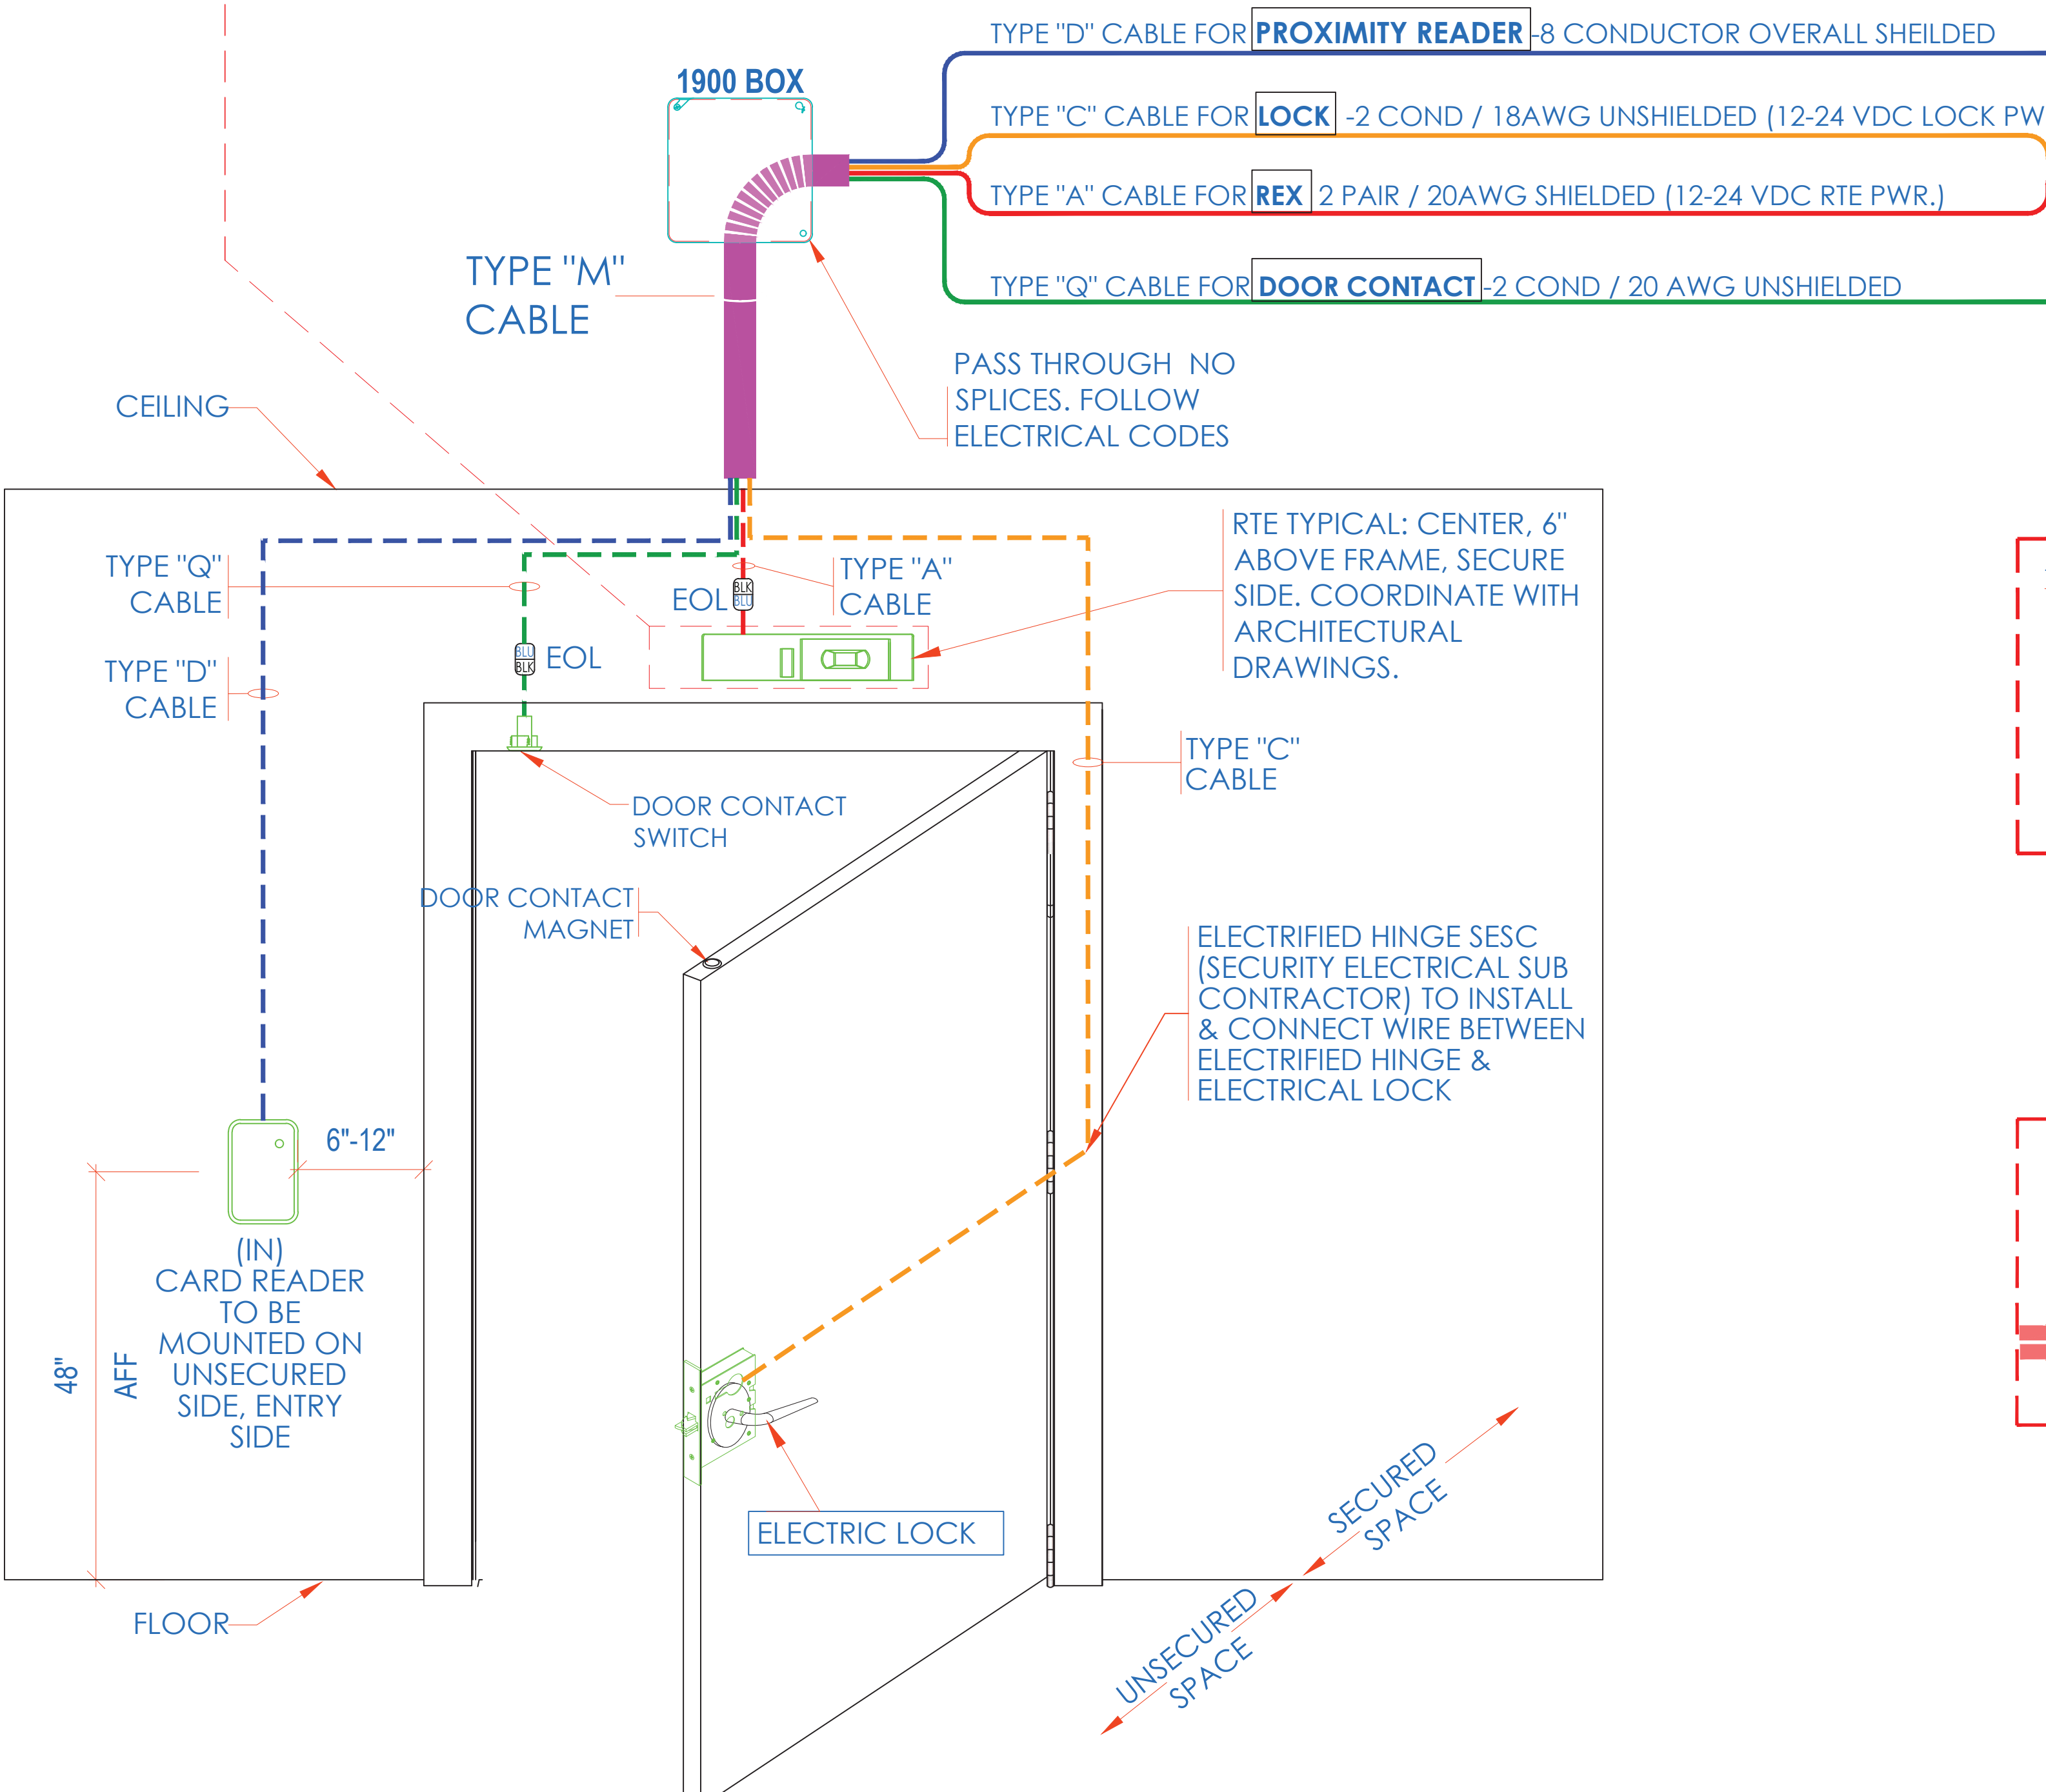 TYPE "D" CABLE FOR PROXIMITY READER -8 CONDUCTOR OVERALL SHEILDED
1900 BOX
TYPE "C" CABLE FOR LOCK -2 COND / 18AWG UNSHIELDED (12-24 VDC LOCK PW
TYPE "A" CABLE FOR REX 2 PAIR / 20AWG SHIELDED (12-24 VDC RTE PWR.)
TYPE "Q" CABLE FOR DOOR CONTACT -2 COND / 20 AWG UNSHIELDED
TYPE "M"
CABLE
PASS THROUGH NO
SPLICES. FOLLOW
ELECTRICAL CODES
CEILING
RTE TYPICAL: CENTER, 6"
ABOVE FRAME, SECURE
SIDE. COORDINATE WITH
ARCHITECTURAL
DRAWINGS.
TYPE "Q"
CABLE
TYPE "A"
CABLE
EOL
BLK
BLU
EOL
BLU
BLK
TYPE "D"
CABLE
TYPE "C"
CABLE
DOOR CONTACT
SWITCH
DOOR CONTACT
MAGNET
ELECTRIFIED HINGE SESC
(SECURITY ELECTRICAL SUB
CONTRACTOR) TO INSTALL
& CONNECT WIRE BETWEEN
ELECTRIFIED HINGE &
ELECTRICAL LOCK
6"-12"
(IN)
CARD READER
TO BE
MOUNTED ON
UNSECURED
SIDE, ENTRY
SIDE
48"
AFF
ELECTRIC LOCK
SECURED
SPACE
UNSECURED
SPACE
FLOOR